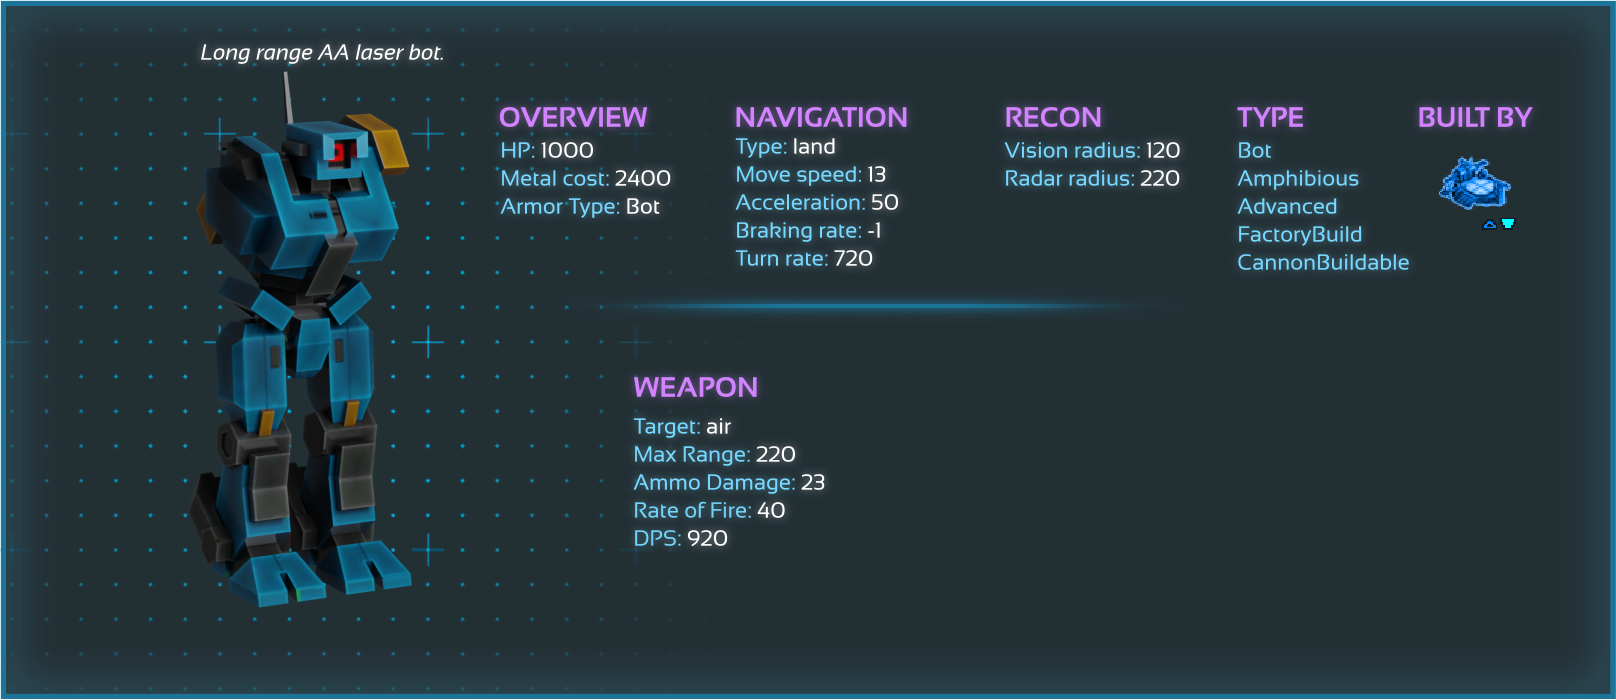 Long range AA laser bot.
OVERVIEW
HP: 1000
Metal cost: 2400
Armor Type: Bot
NAVIGATION
Type: land
Move speed: 13
Acceleration: 50
Braking rate: -1
Turn rate: 720
RECON
Vision radius: 120
Radar radius: 220
TYPE
Bot
Amphibious
Advanced
FactoryBuild
CannonBuildable
BUILT BY
WEAPON
Target: air
Max Range: 220
Ammo Damage: 23
Rate of Fire: 40
DPS: 920